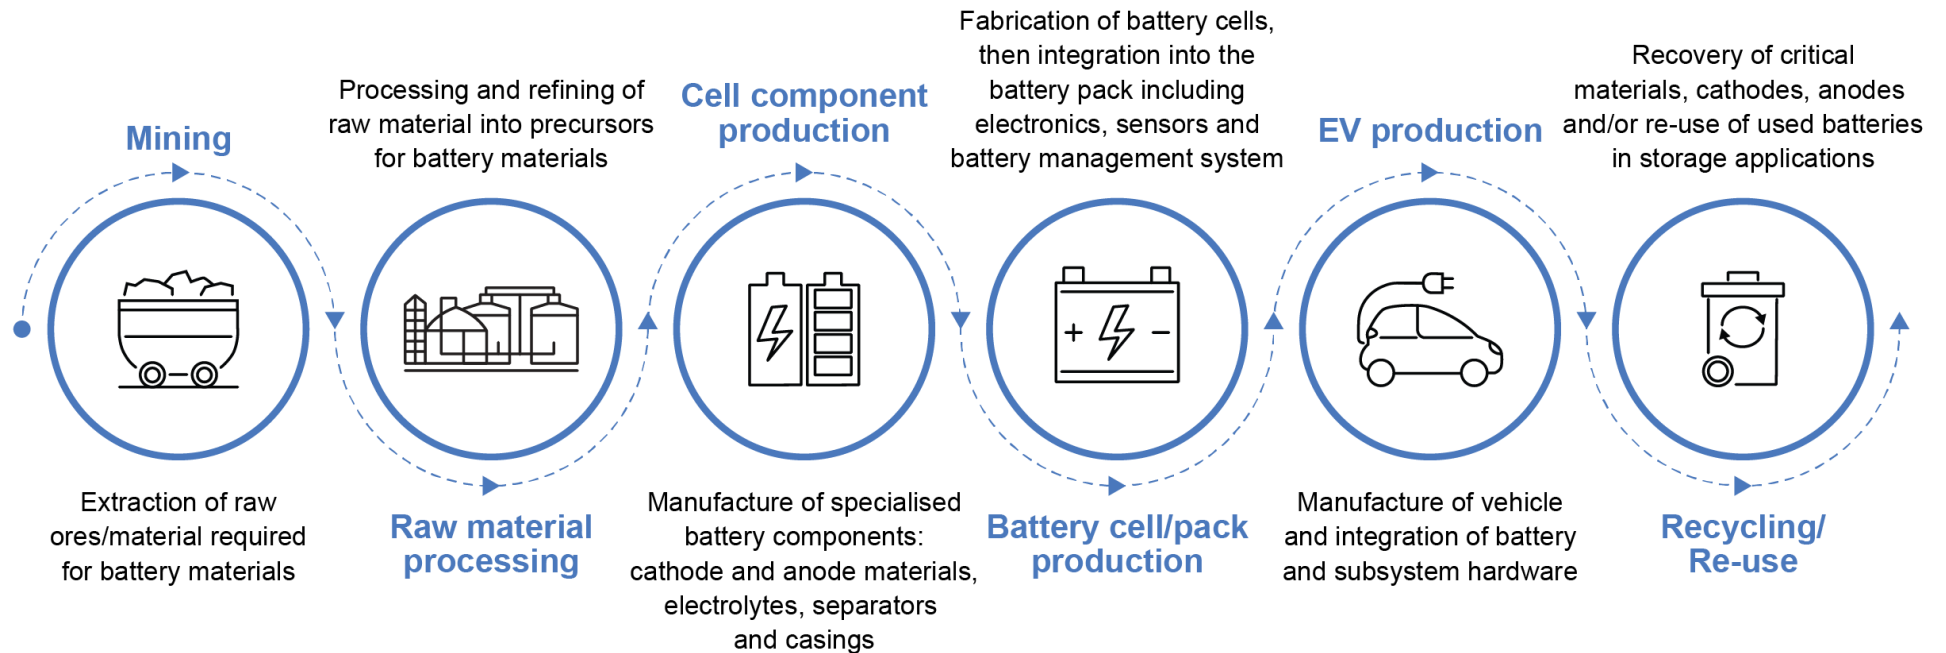 Mining
Extraction of raw
ores/material required
for battery materials
Processing and refining of
raw material into precursors
for battery materials
Raw material
processing
Cell component
production
Manufacture of specialised
battery components:
cathode and anode materials,
electrolytes, separators
and casings
Fabrication of battery cells,
then integration into the
battery pack including
electronics, sensors and
battery management system
Battery cell/pack
production
EV production
Manufacture of vehicle
and integration of battery
and subsystem hardware
Recovery of critical
materials, cathodes, anodes
and/or re-use of used batteries
in storage applications
Recycling/
Re-use